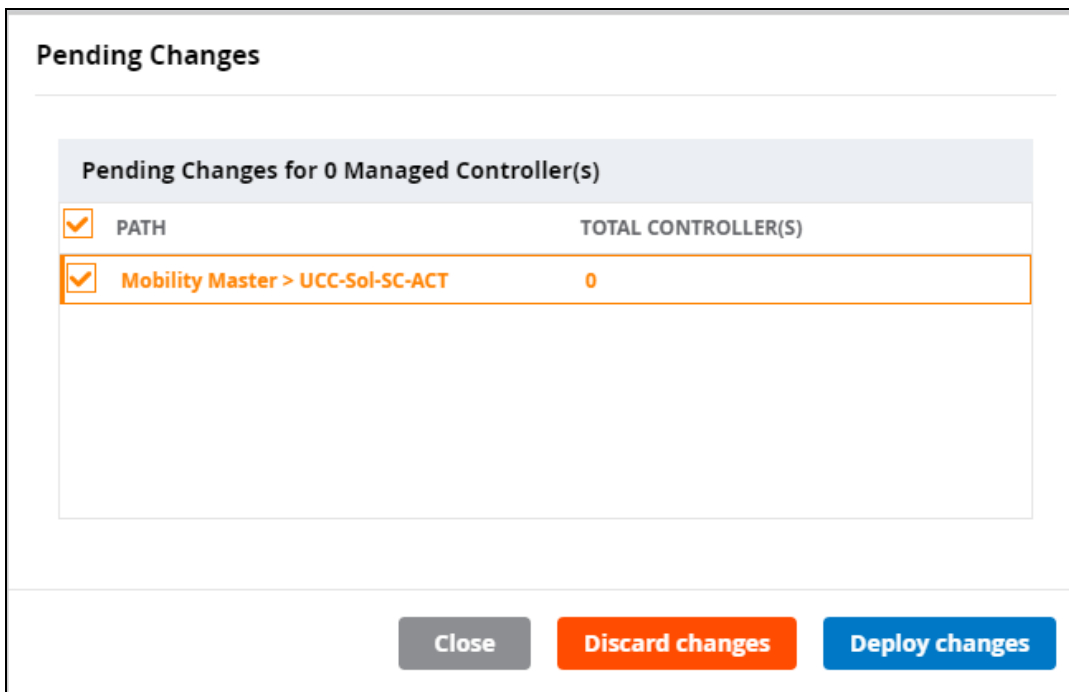 Pending Changes
Pending Changes for 0 Managed Controller(s)
PATH TOTAL CONTROLLER(S)
Mobility Master > UCC-Sol-SC-ACT 0
Close Discard changes Deploy changes